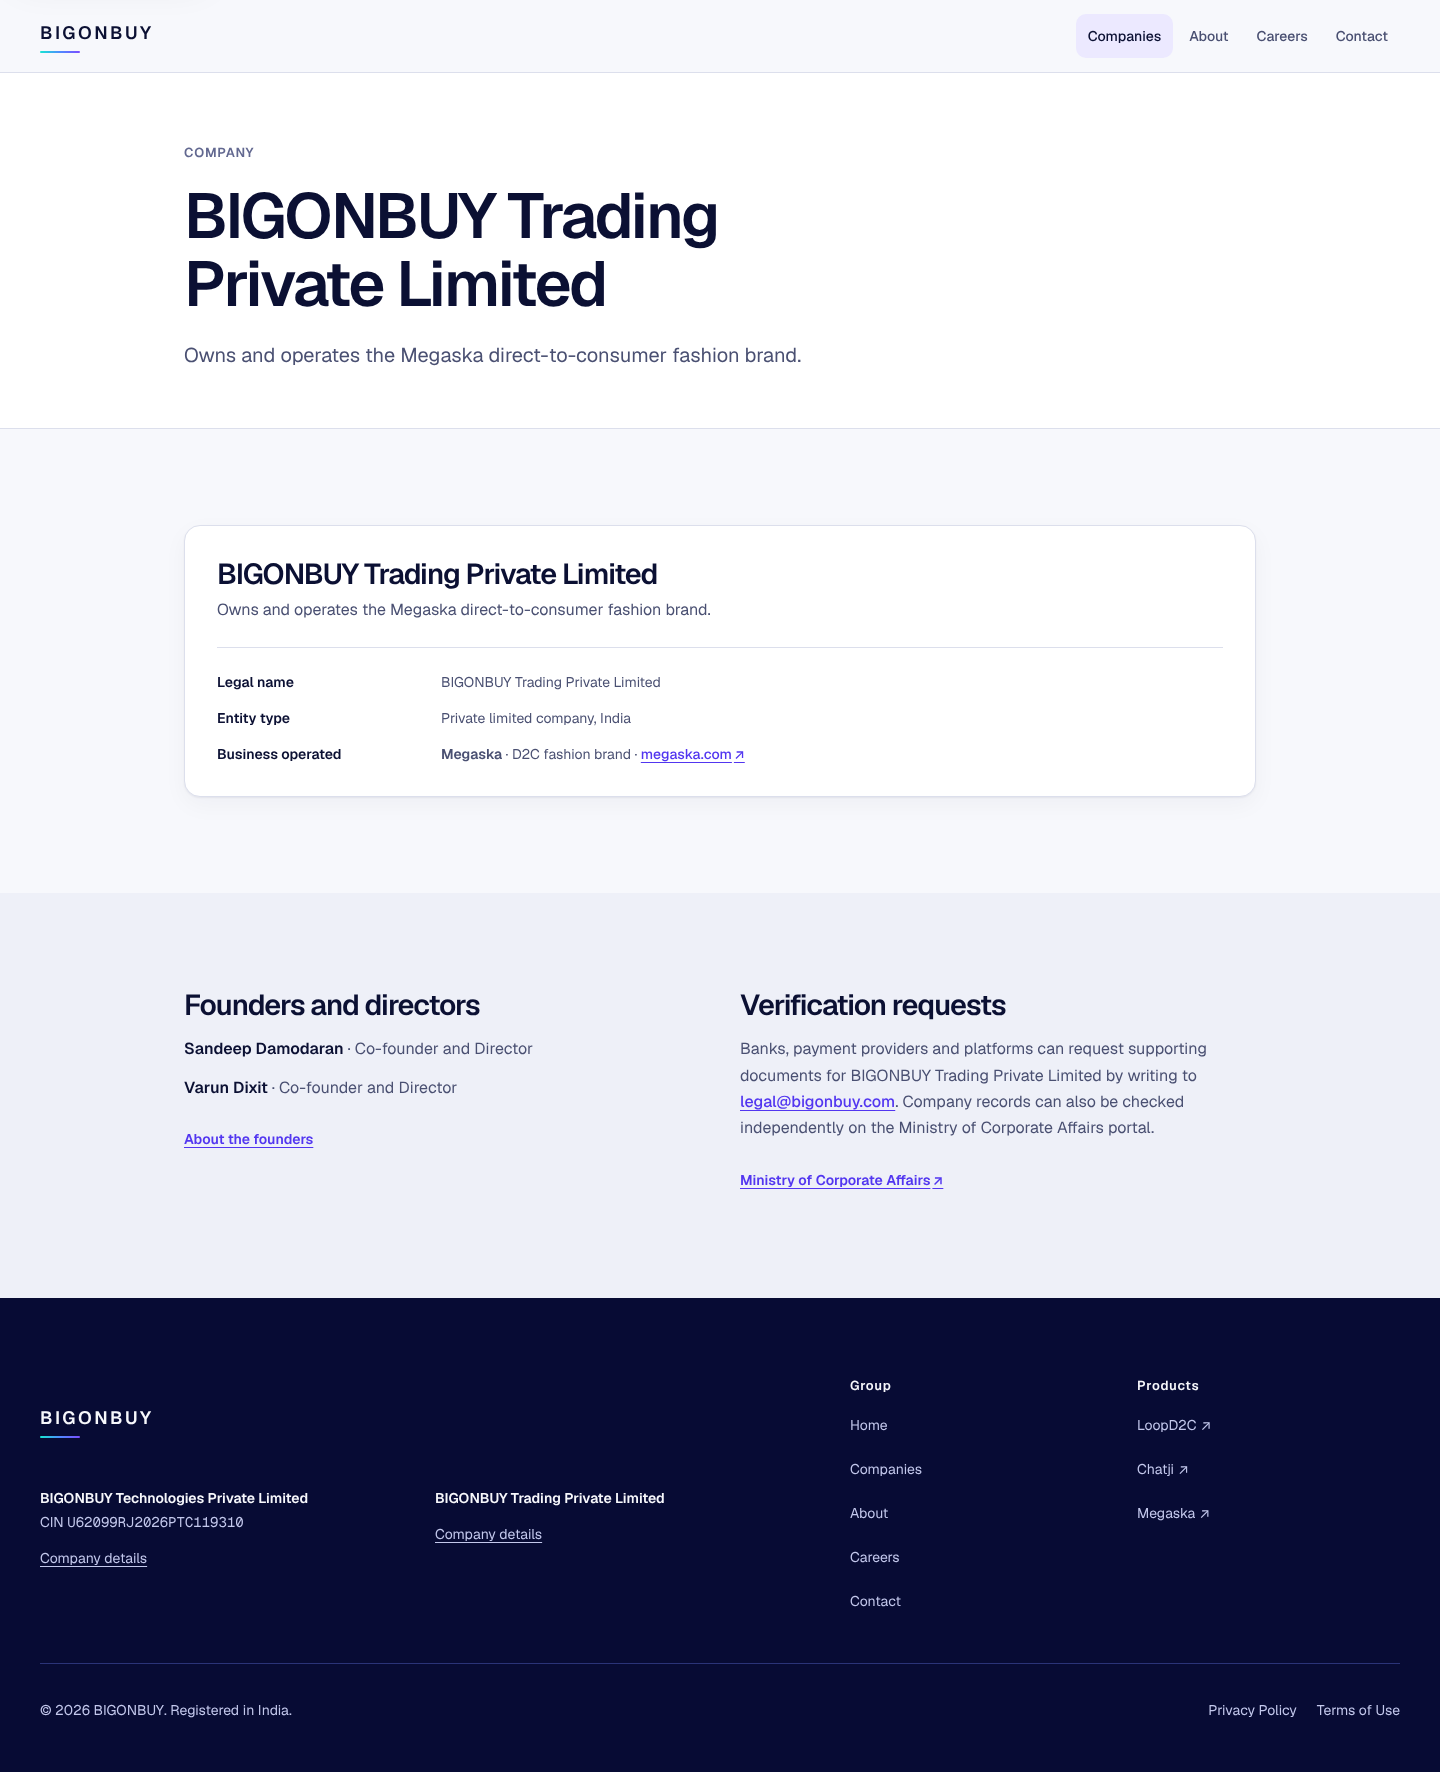 BIGONBUY
Companies
About
Careers
Contact
COMPANY
BIGONBUY Trading
Private Limited
Owns and operates the Megaska direct-to-consumer fashion brand.
BIGONBUY Trading Private Limited
Owns and operates the Megaska direct-to-consumer fashion brand.
Legal name
BIGONBUY Trading Private Limited
Entity type
Private limited company, India
Business operated
Megaska · D2C fashion brand · megaska.com ↗
Founders and directors
Sandeep Damodaran · Co-founder and Director
Varun Dixit · Co-founder and Director
About the founders
Verification requests
Banks, payment providers and platforms can request supporting
documents for BIGONBUY Trading Private Limited by writing to
legal@bigonbuy.com. Company records can also be checked
independently on the Ministry of Corporate Affairs portal.
Ministry of Corporate Affairs ↗
BIGONBUY
BIGONBUY Technologies Private Limited
CIN U62099RJ2026PTC119310
Company details
BIGONBUY Trading Private Limited
Company details
Group
Home
Companies
About
Careers
Contact
Products
LoopD2C ↗
Chatji ↗
Megaska ↗
© 2026 BIGONBUY. Registered in India.
Privacy Policy
Terms of Use